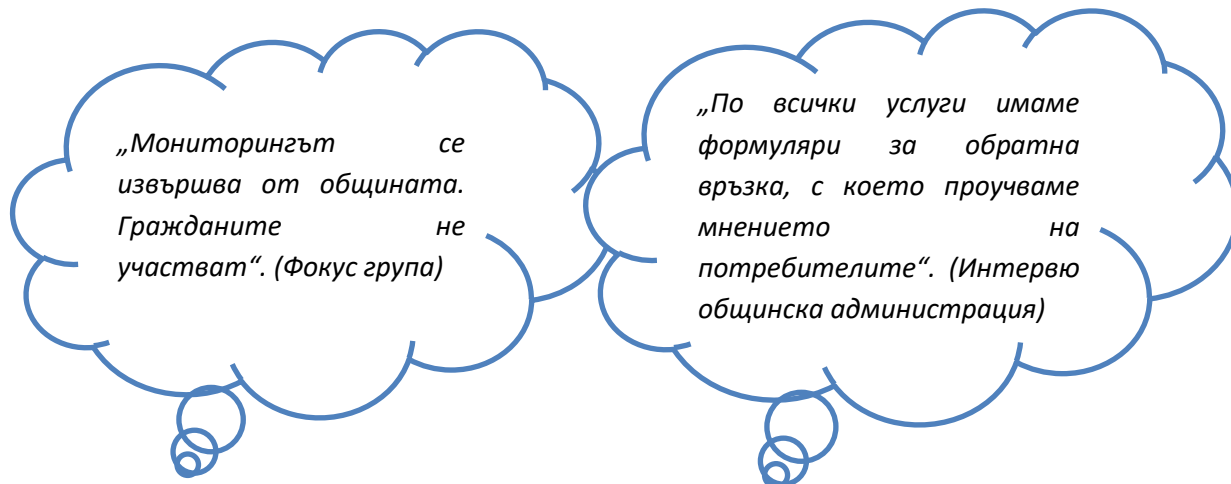 „Мониторингът се
извършва от общината.
Гражданите не
участват“. (Фокус група)
„По всички услуги имаме
формуляри за обратна
връзка, с което проучваме
мнението на
потребителите“. (Интервю
общинска администрация)